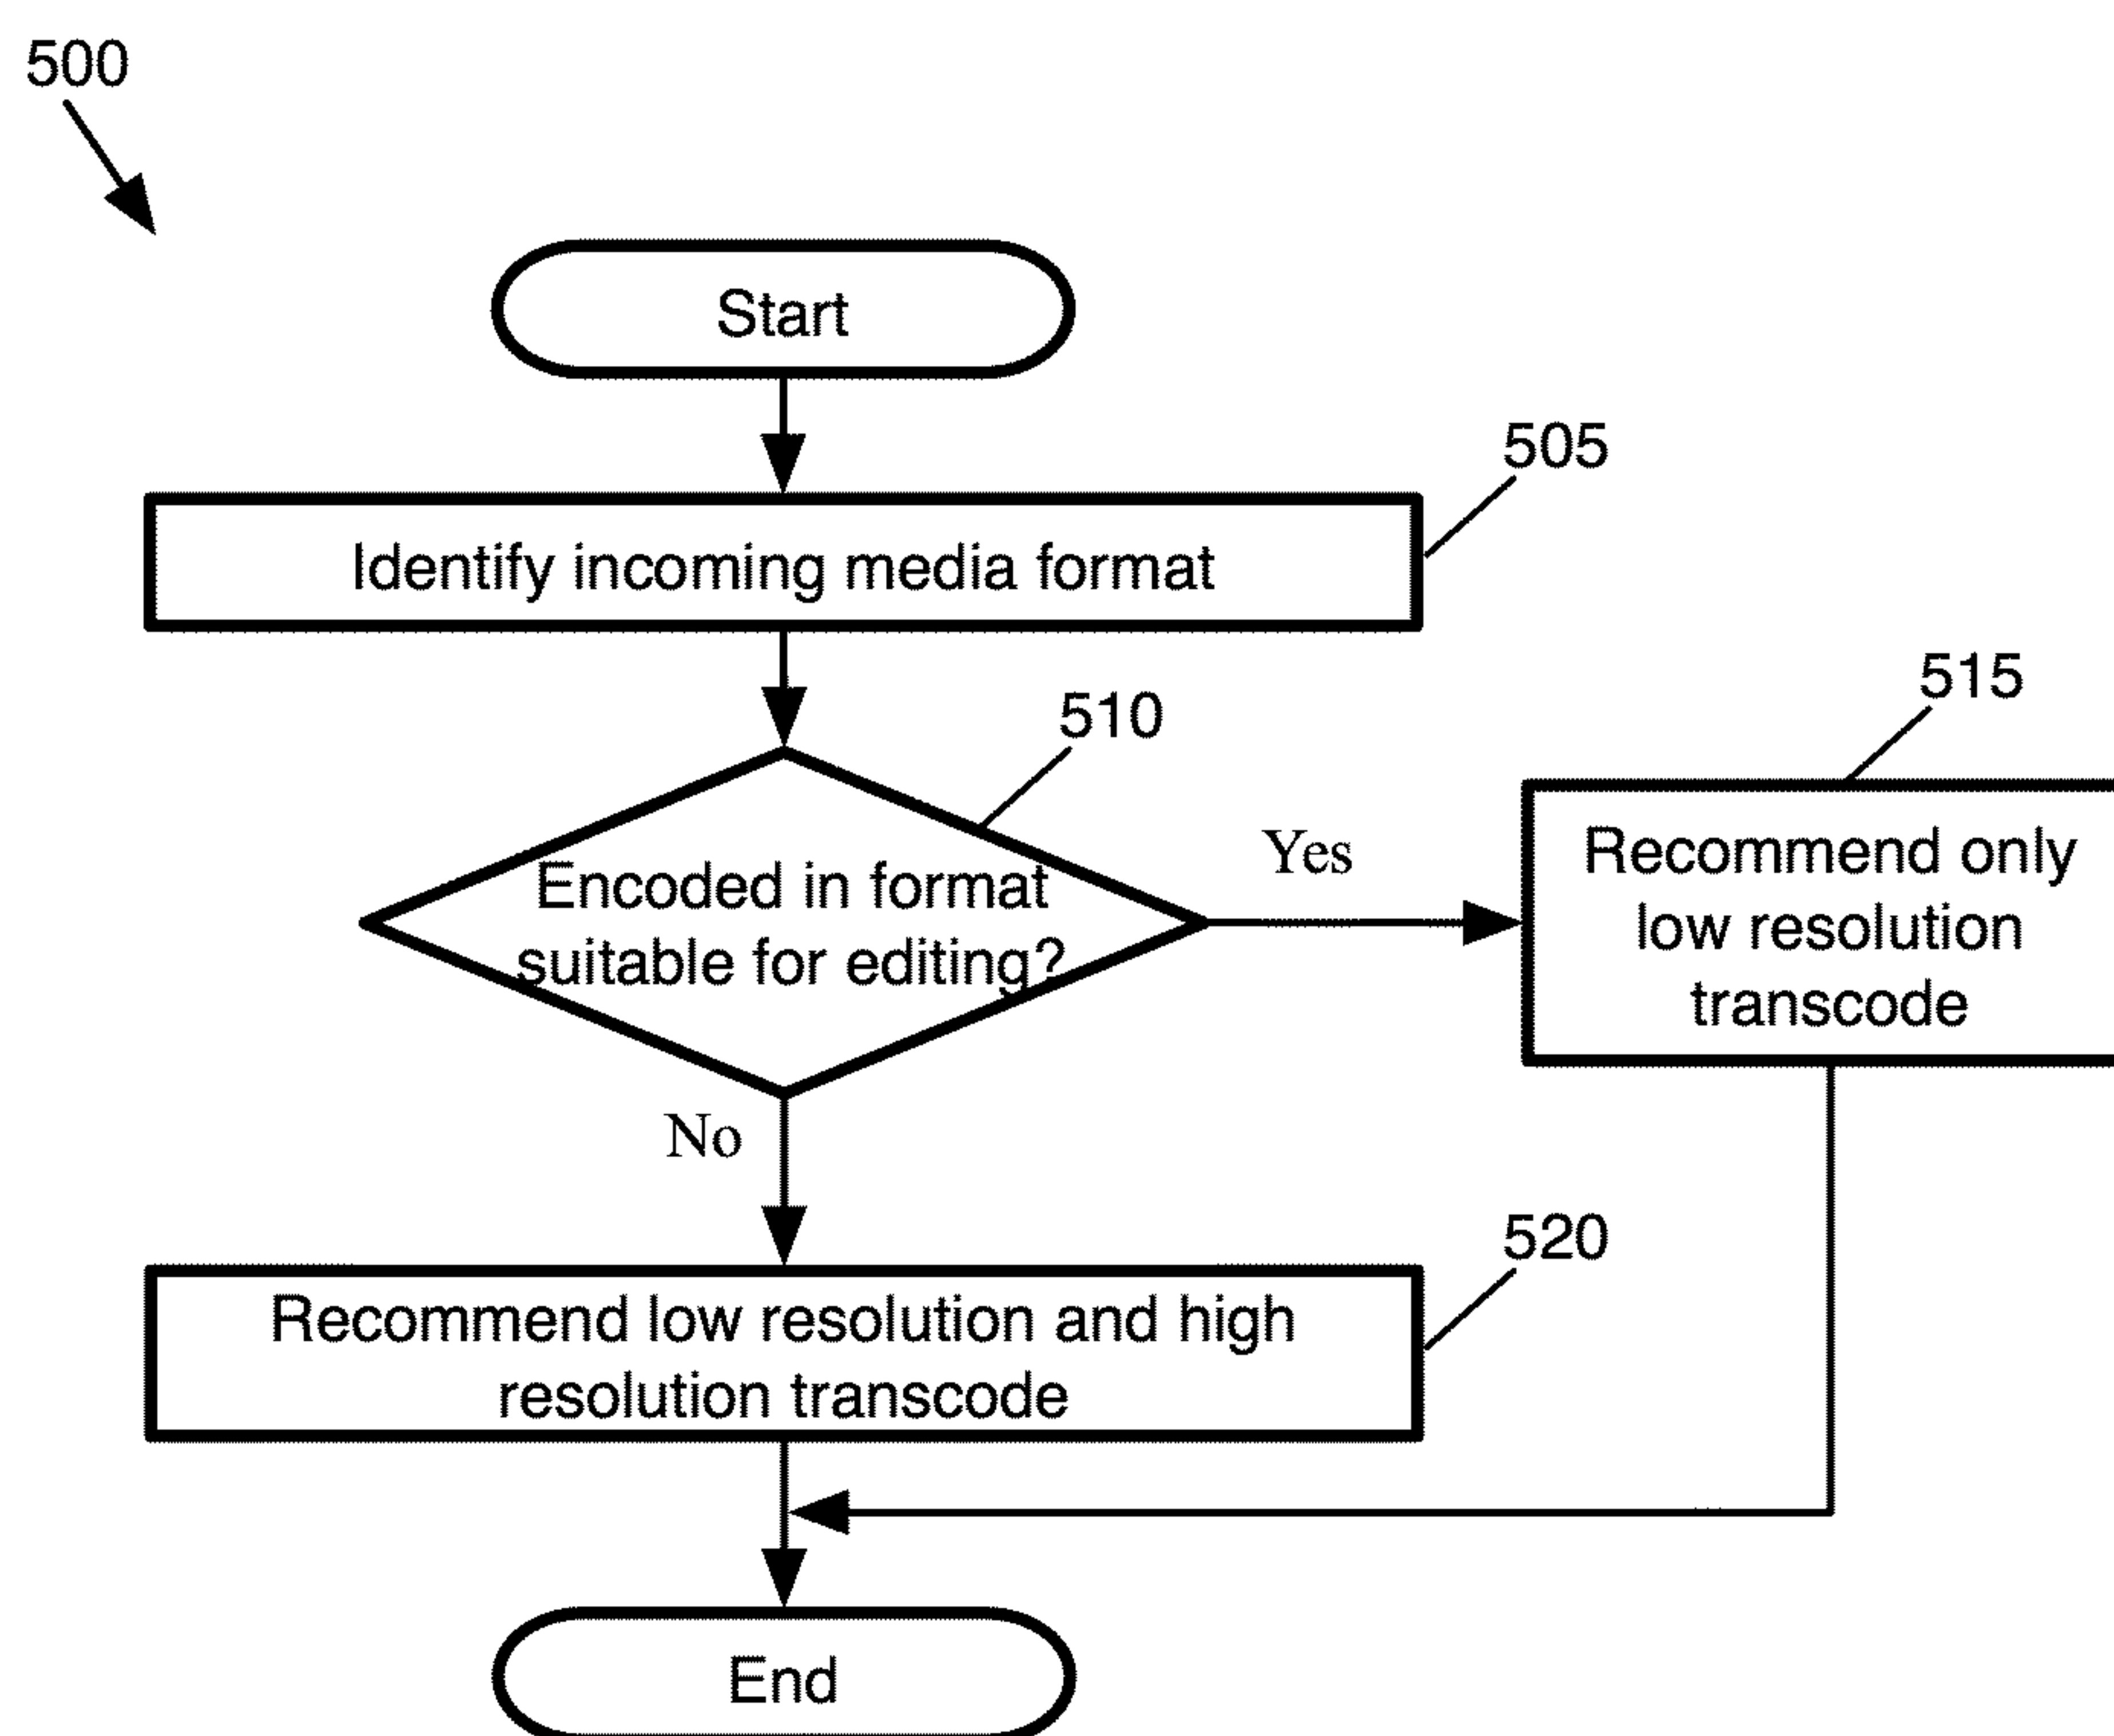 500
Start
505
Identify incoming media format
510
515
Encoded in format
suitable for editing?
Yes
Recommend only
low resolution
transcode
No
520
Recommend low resolution and high
resolution transcode
End